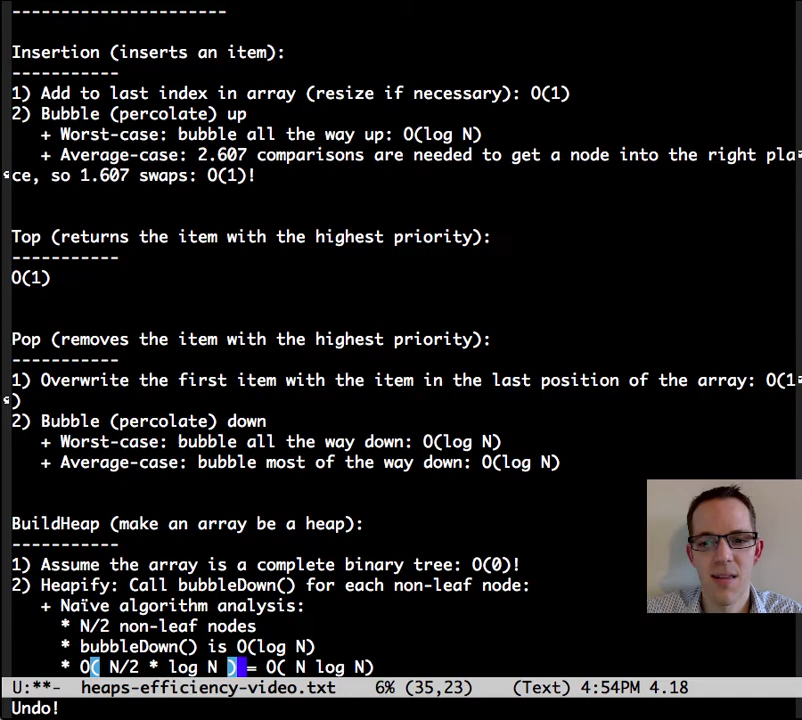 ----------------------
Insertion (inserts an item):
-----------
1) Add to last index in array (resize if necessary): O(1)
2) Bubble (percolate) up
+ Worst-case: bubble all the way up: O(log N)
+ Average-case: 2.607 comparisons are needed to get a node into the right pla
ce, so 1.607 swaps: O(1)!
Top (returns the item with the highest priority):
-----------
O(1)
Pop (removes the item with the highest priority):
-----------
1) Overwrite the first item with the item in the last position of the array: O(1
)
2) Bubble (percolate) down
+ Worst-case: bubble all the way down: O(log N)
+ Average-case: bubble most of the way down: O(log N)
BuildHeap (make an array be a heap):
-----------
1) Assume the array is a complete binary tree: O(0)!
2) Heapify: Call bubbleDown() for each non-leaf node:
+ Naïve algorithm analysis:
* N/2 non-leaf nodes
* bubbleDown() is O(log N)
* O( N/2 * log N ) = O( N log N)
U:**-  heaps-efficiency-video.txt    6% (35,23)    (Text) 4:54PM 4.18
Undo!